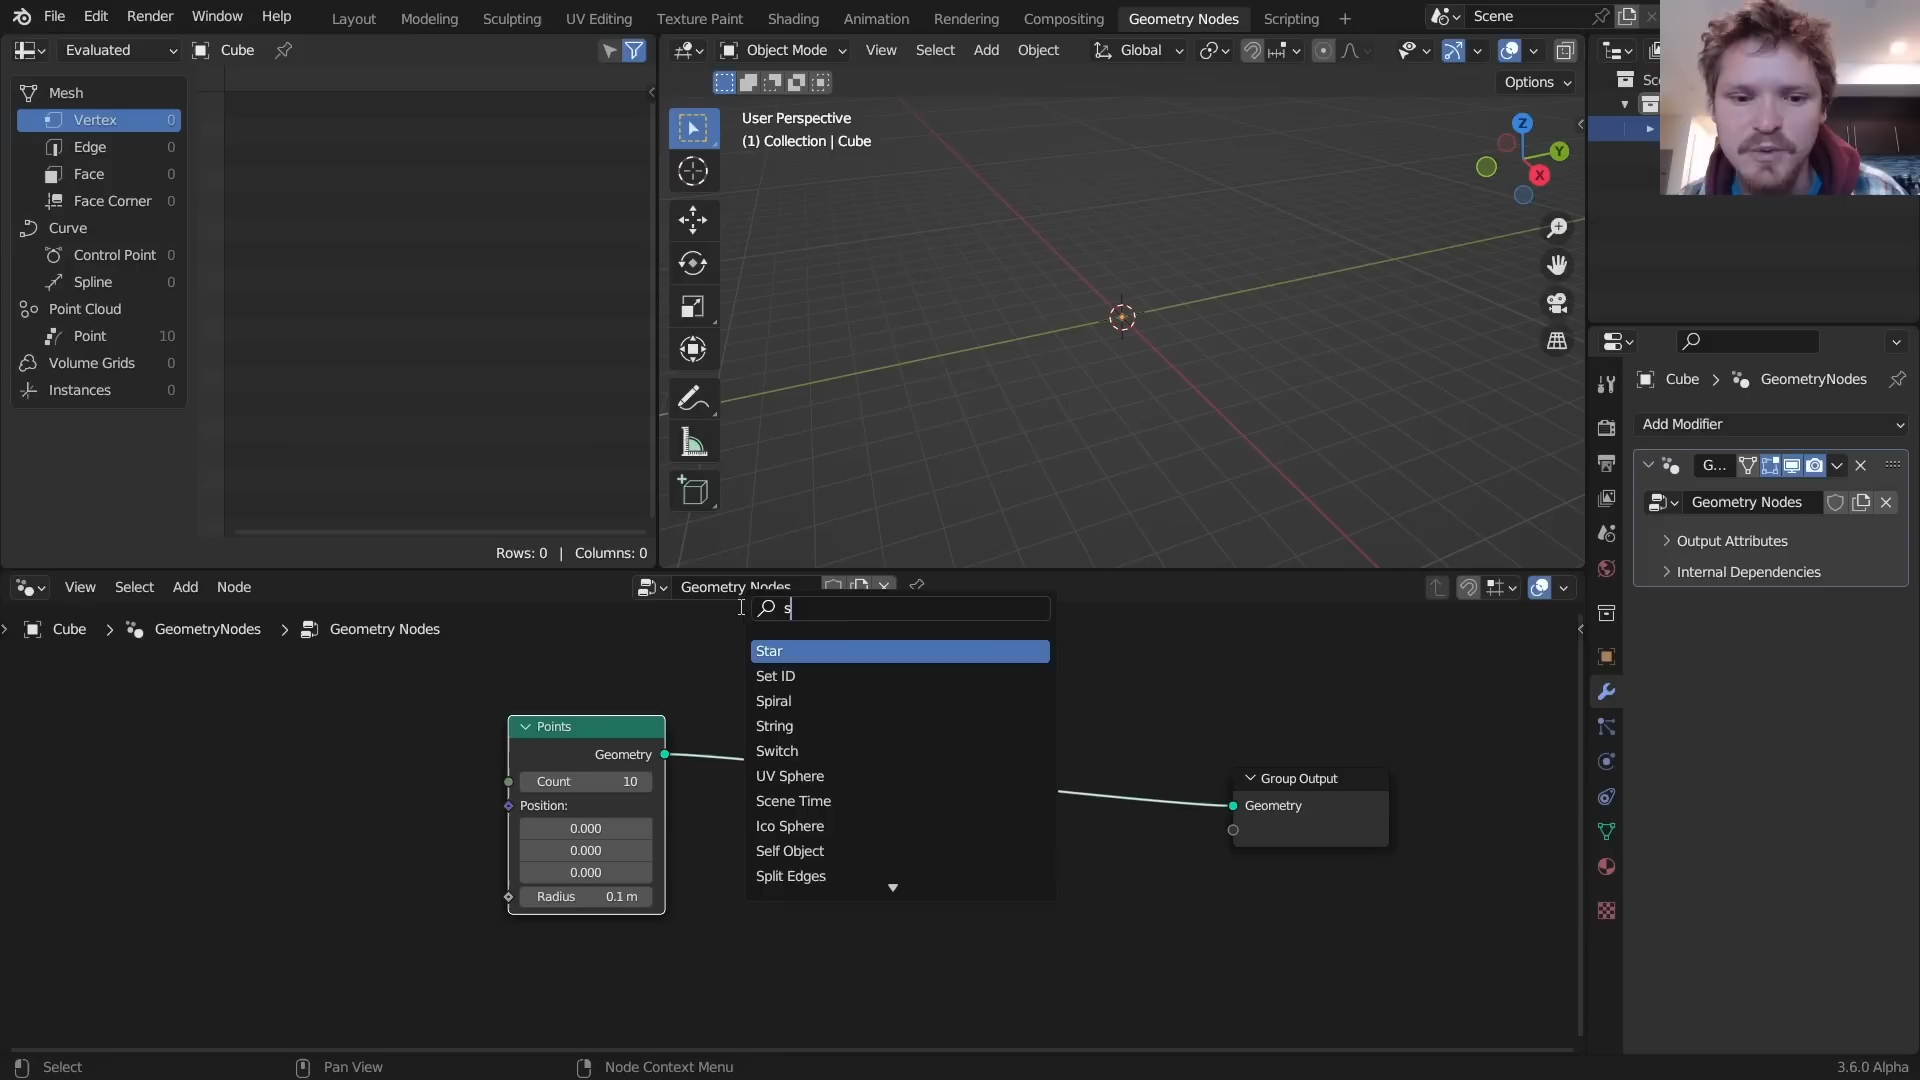 File Edit Render Window Help
Layout Modeling Sculpting UV Editing Texture Paint Shading Animation Rendering Compositing Geometry Nodes Scripting +
Scene
Evaluated
Cube
Object Mode View Select Add Object
Global
Options
Mesh
Vertex 0
Edge 0
Face 0
Face Corner 0
Curve
Control Point 0
Spline 0
Point Cloud
Point 10
Volume Grids 0
Instances 0
Rows: 0 | Columns: 0
User Perspective
(1) Collection | Cube
Z
Y
X
Cube > GeometryNodes
Add Modifier
G...
Geometry Nodes
Output Attributes
Internal Dependencies
View Select Add Node
Geometry Nodes
Cube > GeometryNodes > Geometry Nodes
s
Star
Set ID
Spiral
String
Switch
UV Sphere
Scene Time
Ico Sphere
Self Object
Split Edges
Points
Geometry
Count 10
Position:
0.000
0.000
0.000
Radius 0.1 m
Group Output
Geometry
Select
Pan View
Node Context Menu
3.6.0 Alpha